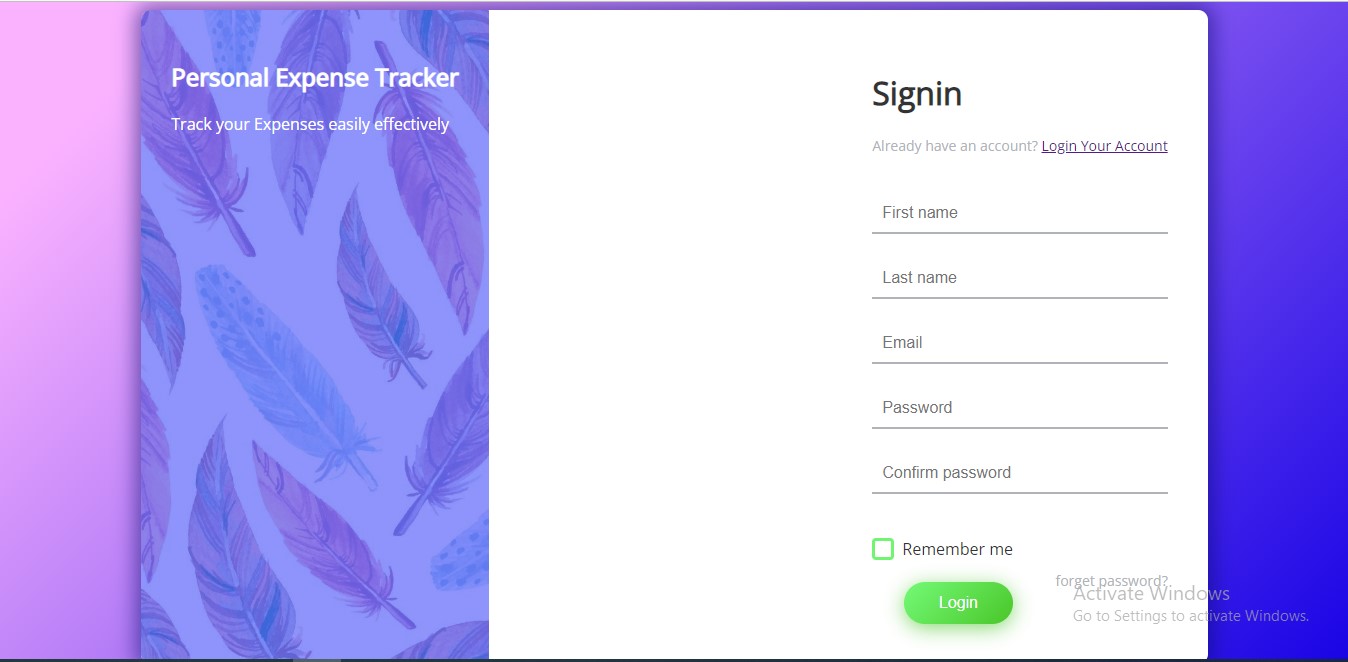 Personal Expense Tracker
Track your Expenses easily effectively
Signin
Already have an account? Login Your Account
First name
Last name
Email
Password
Confirm password
Remember me
forget password?
Login
Activate Windows
Go to Settings to activate Windows.